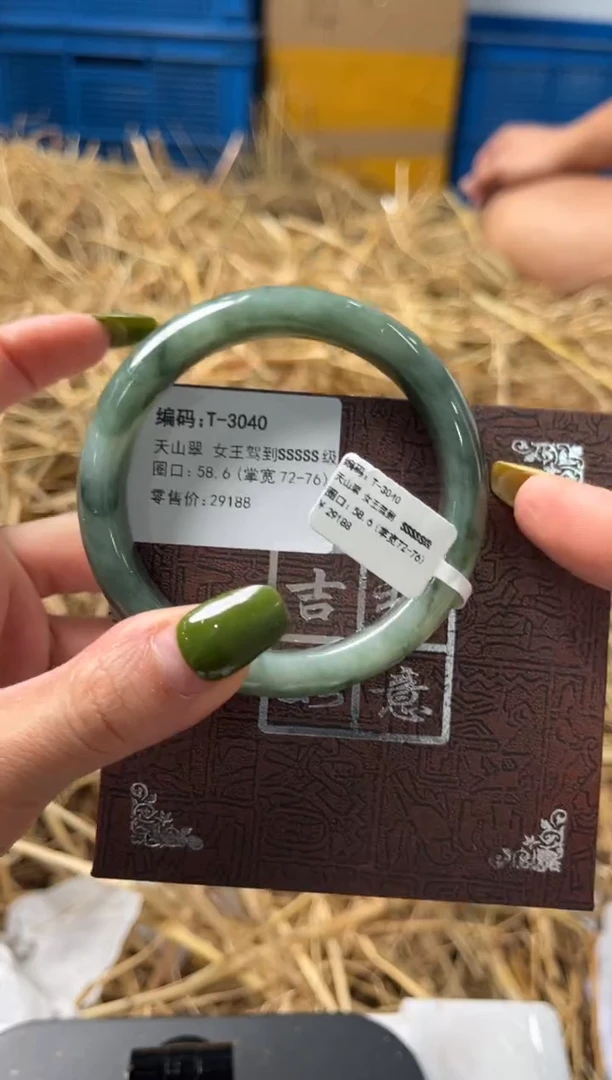 编码:T-3040
天山翠 女王驾到SSSSS级
圈口:58.6(掌宽72-76)
零售价:29188
编码:T-3040
天山翠 女王驾到
圈口:58.6(掌宽72-76)
29188
吉
意